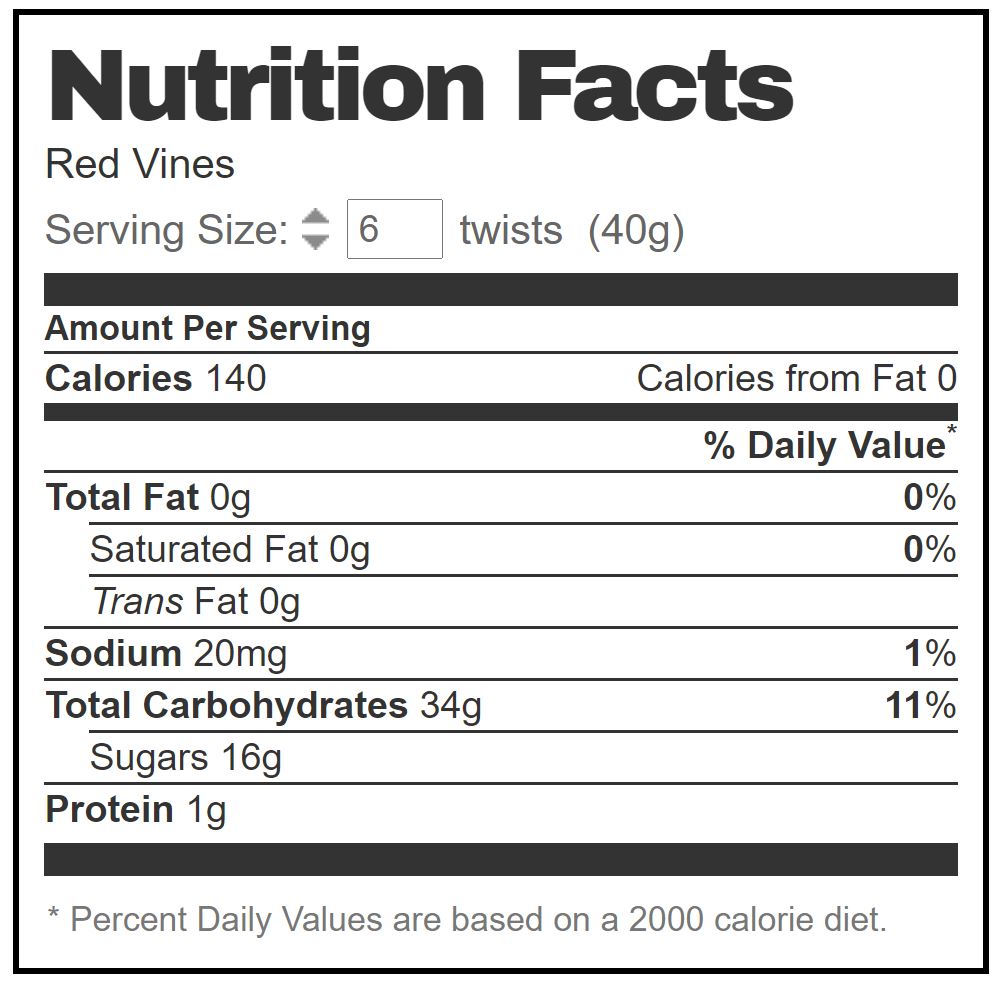 Nutrition Facts
Red Vines
Serving Size: 6 twists (40g)
Amount Per Serving
Calories 140 Calories from Fat 0
% Daily Value*
Total Fat 0g 0%
Saturated Fat 0g 0%
Trans Fat 0g
Sodium 20mg 1%
Total Carbohydrates 34g 11%
Sugars 16g
Protein 1g
* Percent Daily Values are based on a 2000 calorie diet.